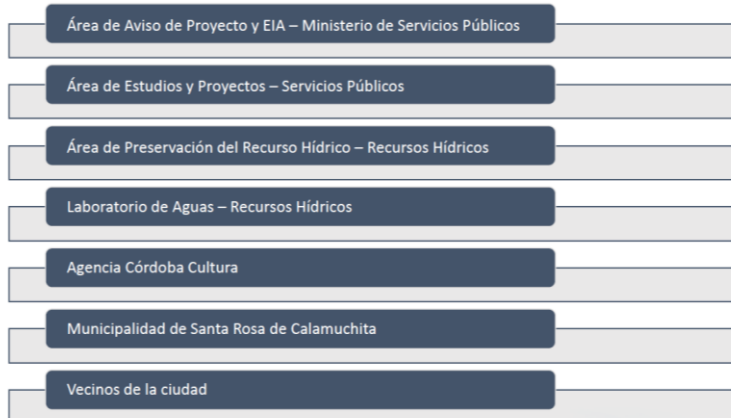 Área de Aviso de Proyecto y EIA – Ministerio de Servicios Públicos
Área de Estudios y Proyectos – Servicios Públicos
Área de Preservación del Recurso Hídrico – Recursos Hídricos
Laboratorio de Aguas – Recursos Hídricos
Agencia Córdoba Cultura
Municipalidad de Santa Rosa de Calamuchita
Vecinos de la ciudad